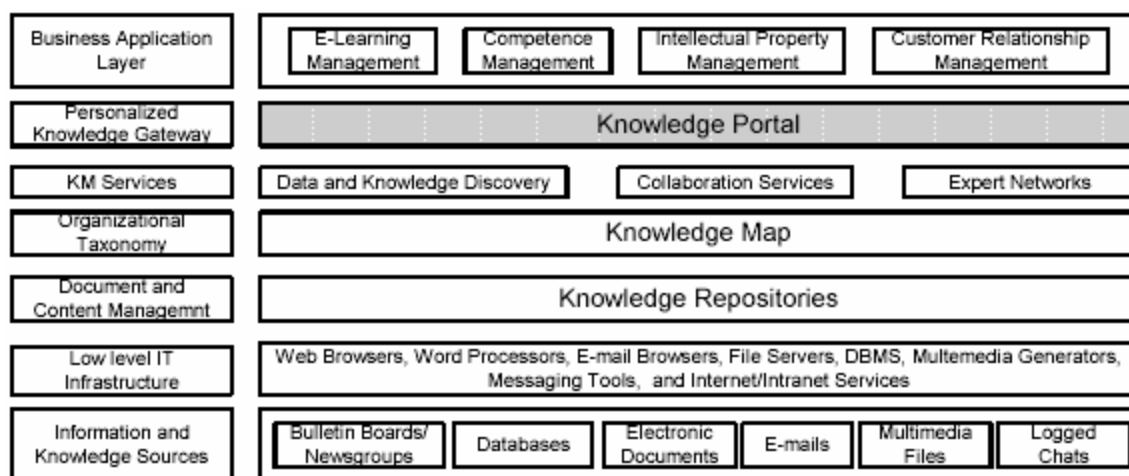 Business Application
Layer
E-Learning
Management
Competence
Management
Intellectual Property
Management
Customer Relationship
Management
Personalized
Knowledge Gateway
Knowledge Portal
KM Services
Data and Knowledge Discovery
Collaboration Services
Expert Networks
Organizational
Taxonomy
Knowledge Map
Document and
Content Managemnt
Knowledge Repositories
Low level IT
Infrastructure
Web Browsers, Word Processors, E-mail Browsers, File Servers, DBMS, Multemedia Generators,
Messaging Tools, and Internet/Intranet Services
Information and
Knowledge Sources
Bulletin Boards/
Newsgroups
Databases
Electronic
Documents
E-mails
Multimedia
Files
Logged
Chats